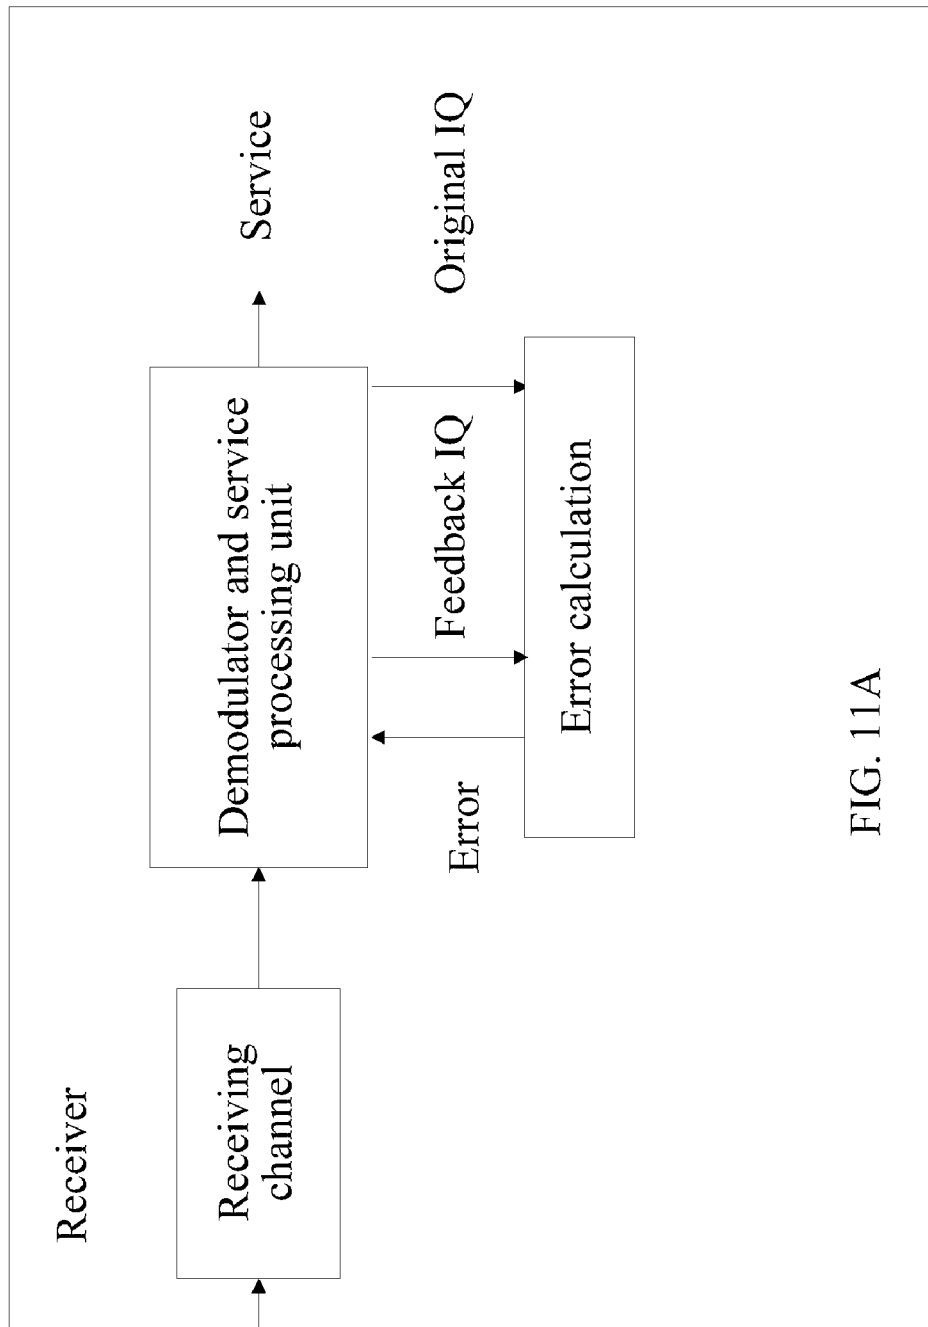 Receiver
Receiving
channel
Demodulator and service
processing unit
Service
Error
Feedback IQ
Original IQ
Error calculation
FIG. 11A